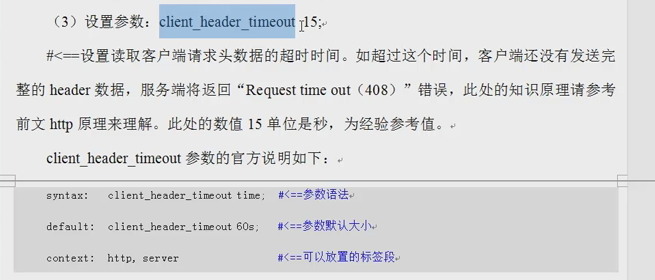 （3）设置参数：client_header_timeout 15;
#<==设置读取客户端请求头数据的超时时间。如超过这个时间，客户端还没有发送完
整的 header 数据，服务端将返回“Request time out（408）”错误，此处的知识原理请参考
前文 http 原理来理解。此处的数值 15 单位是秒，为经验参考值。
client_header_timeout 参数的官方说明如下：
syntax: client_header_timeout time; #<==参数语法
default: client_header_timeout 60s; #<==参数默认大小
context: http, server #<==可以放置的标签段